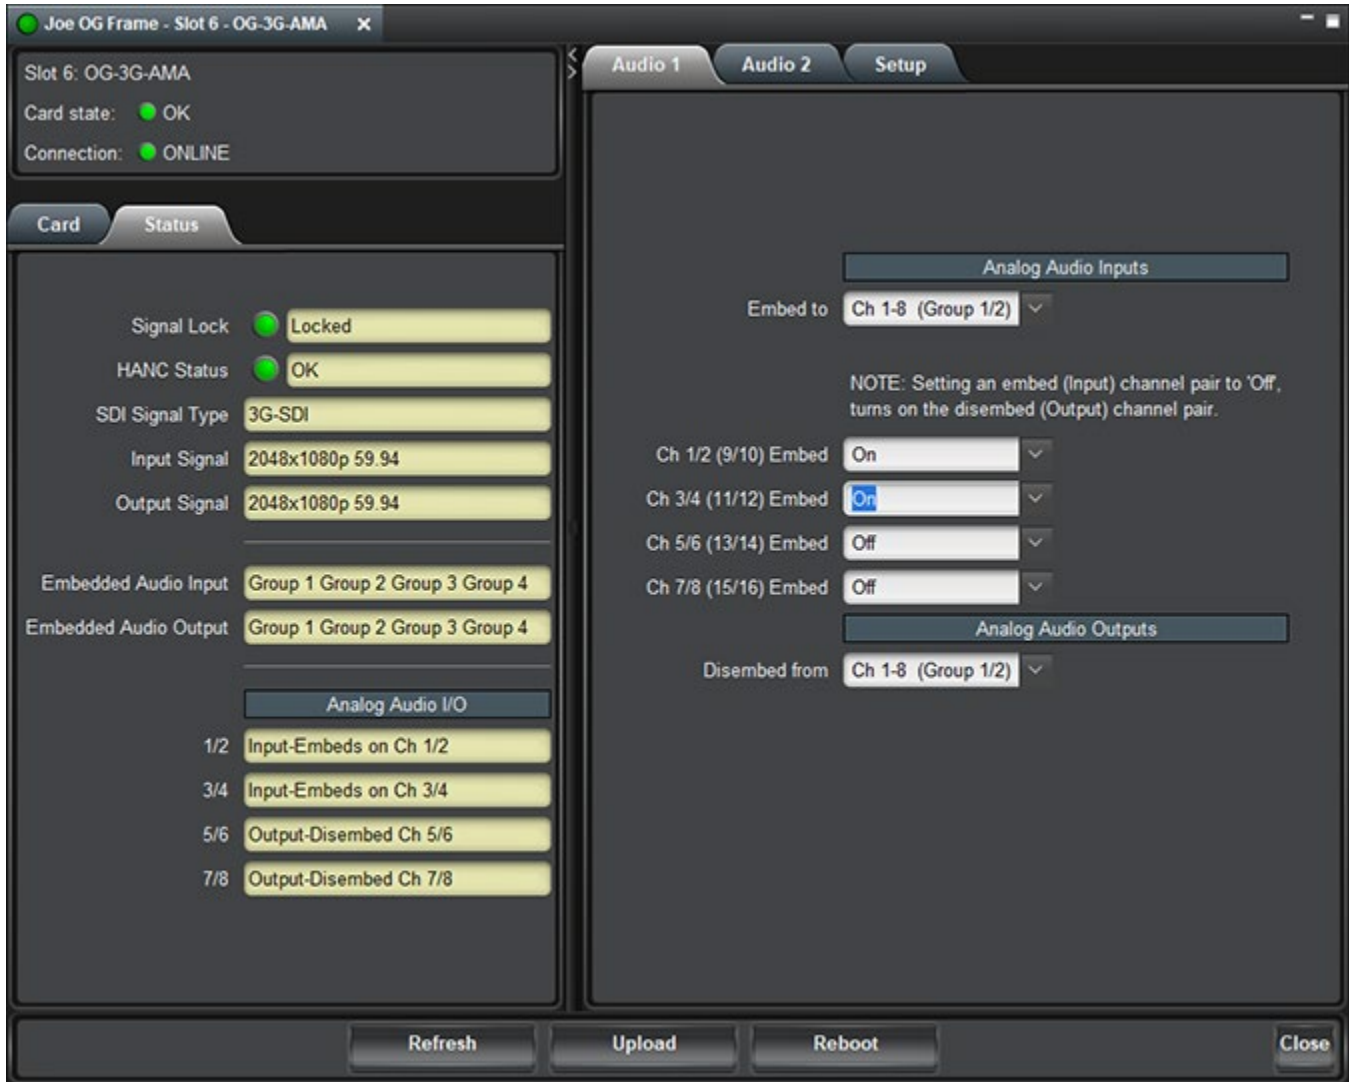 Joe OG Frame - Slot 6 - OG-3G-AMA
Slot 6: OG-3G-AMA
Card state: OK
Connection: ONLINE
Card Status
Signal Lock Locked
HANC Status OK
SDI Signal Type 3G-SDI
Input Signal 2048x1080p 59.94
Output Signal 2048x1080p 59.94
Embedded Audio Input Group 1 Group 2 Group 3 Group 4
Embedded Audio Output Group 1 Group 2 Group 3 Group 4
Analog Audio I/O
1/2 Input-Embeds on Ch 1/2
3/4 Input-Embeds on Ch 3/4
5/6 Output-Disembed Ch 5/6
7/8 Output-Disembed Ch 7/8
Audio 1 Audio 2 Setup
Analog Audio Inputs
Embed to Ch 1-8 (Group 1/2)
NOTE: Setting an embed (Input) channel pair to 'Off',
turns on the disembed (Output) channel pair.
Ch 1/2 (9/10) Embed On
Ch 3/4 (11/12) Embed On
Ch 5/6 (13/14) Embed Off
Ch 7/8 (15/16) Embed Off
Analog Audio Outputs
Disembed from Ch 1-8 (Group 1/2)
Refresh Upload Reboot Close